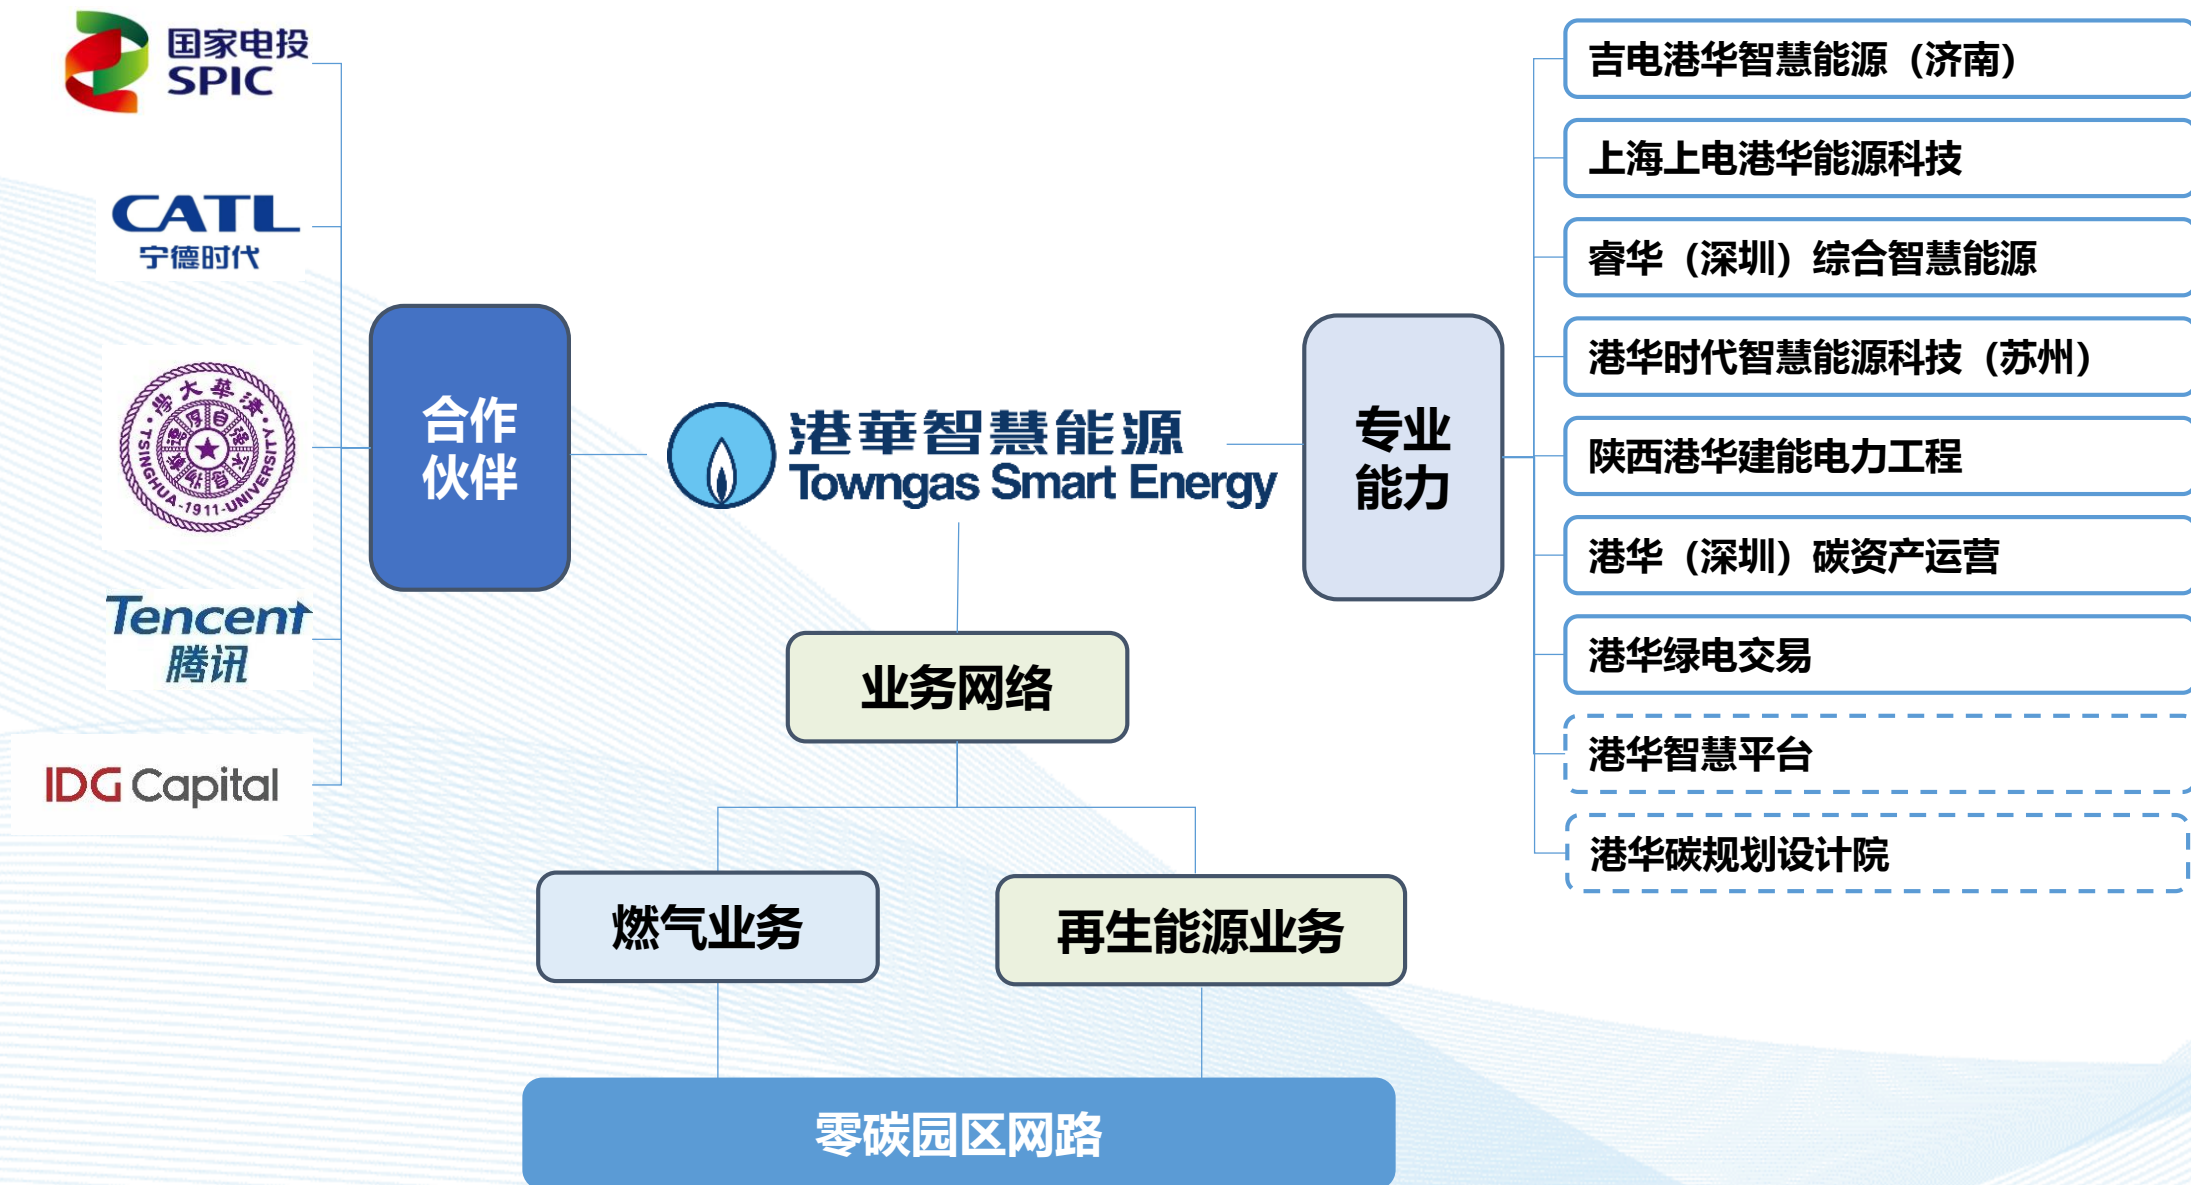 国家电投
SPIC
CATL
宁德时代
TSINGHUA
-1911-
UNIVERSITY
Tencent
腾讯
IDG Capital
合作
伙伴
港華智慧能源
Towngas Smart Energy
业务网络
燃气业务
再生能源业务
零碳园区网路
专业
能力
吉电港华智慧能源（济南）
上海上电港华能源科技
睿华（深圳）综合智慧能源
港华时代智慧能源科技（苏州）
陕西港华建能电力工程
港华（深圳）碳资产运营
港华绿电交易
港华智慧平台
港华碳规划设计院